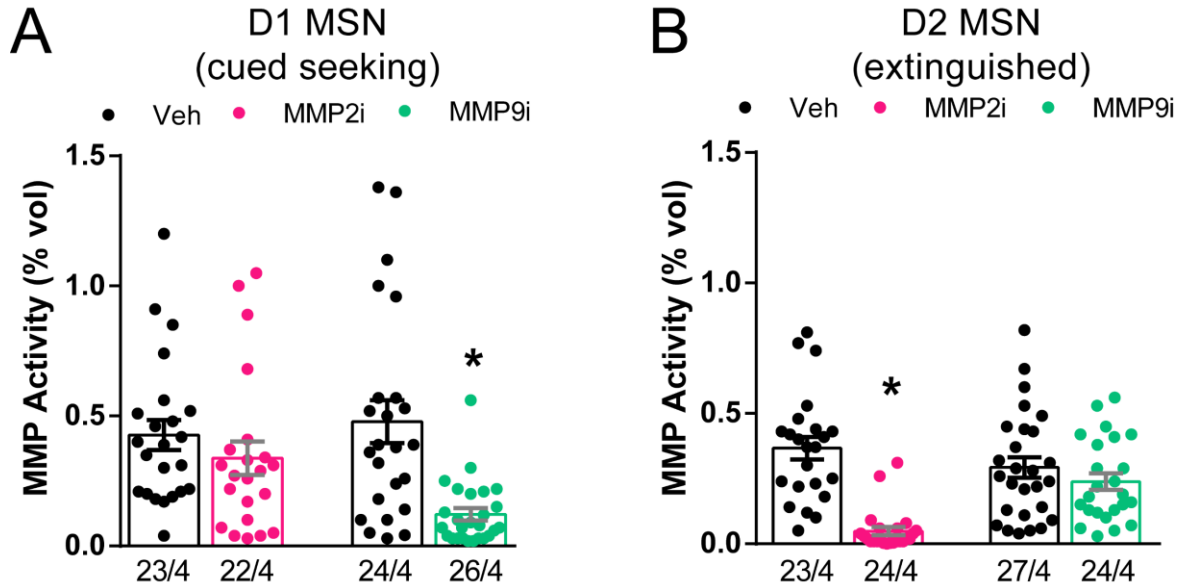 A
D1 MSN
(cued seeking)
Veh MMP2i MMP9i
MMP Activity (% vol)
1.5
1.0
0.5
0.0
*
23/4 22/4 24/4 26/4
B
D2 MSN
(extinguished)
Veh MMP2i MMP9i
MMP Activity (% vol)
1.5
1.0
0.5
0.0
*
23/4 24/4 27/4 24/4